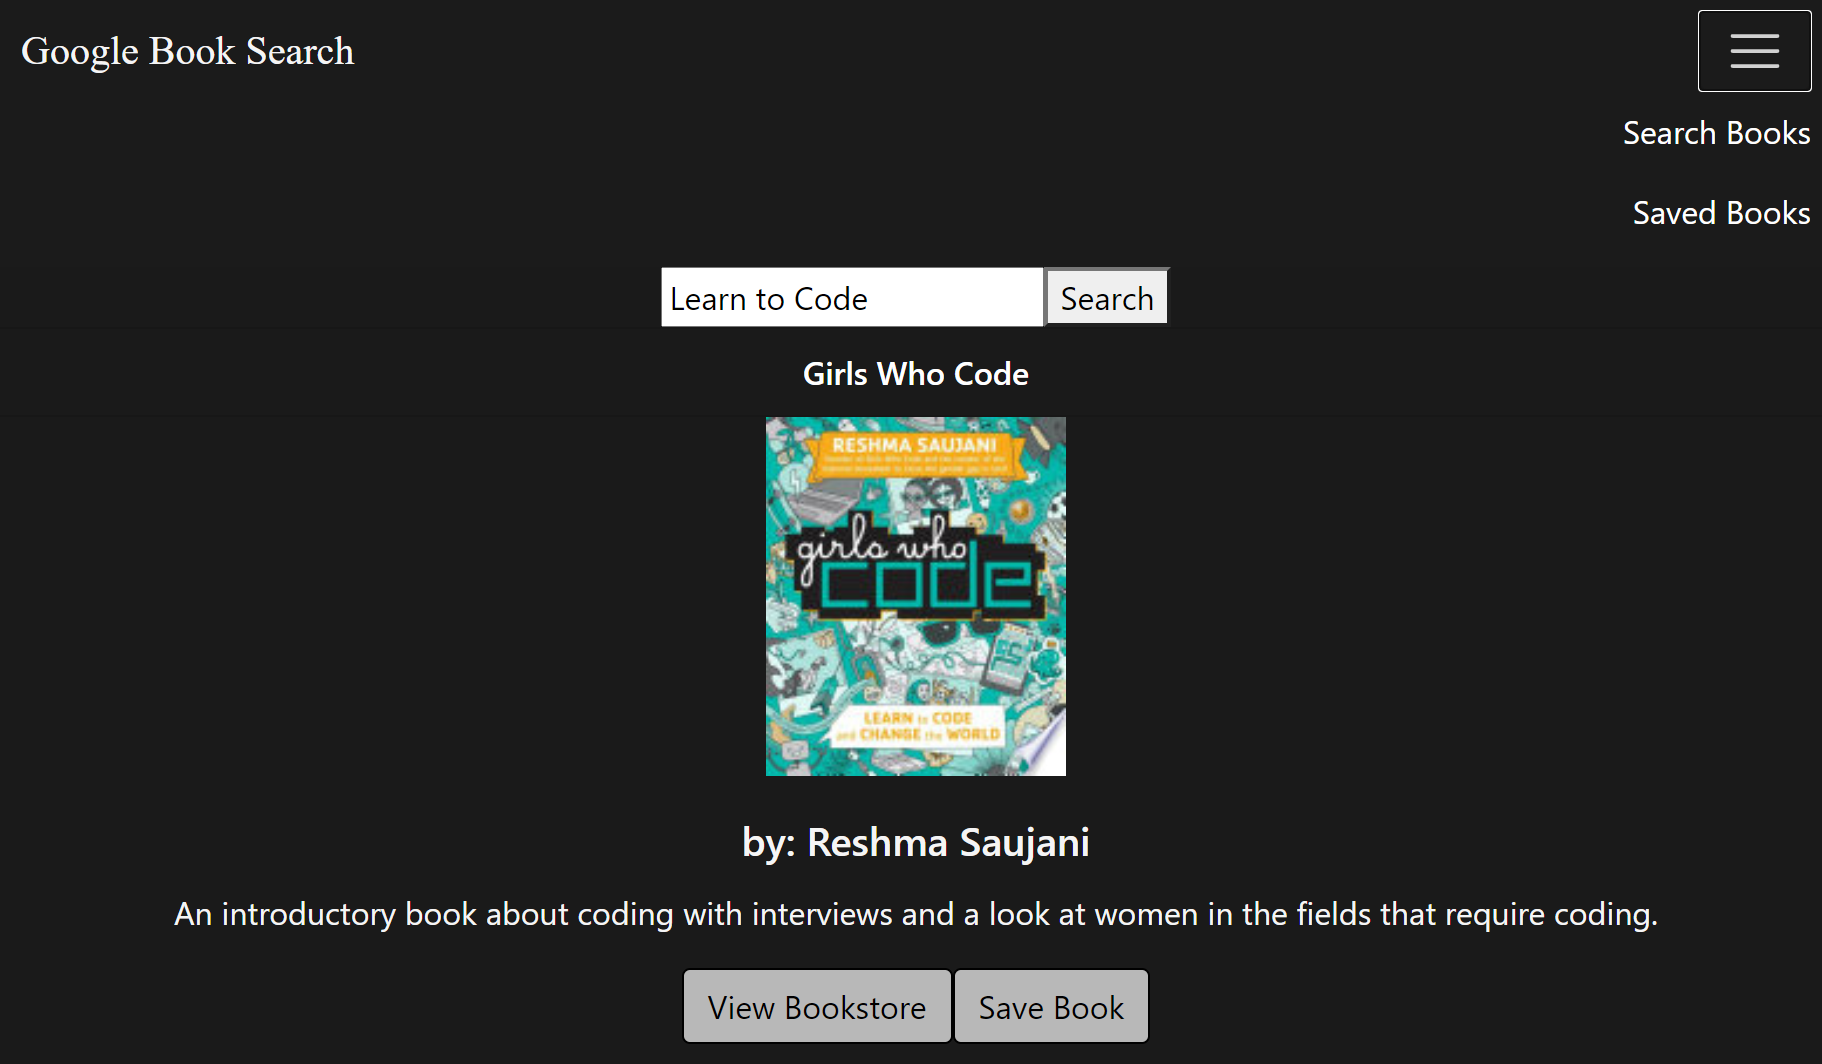 Google Book Search
Search Books
Saved Books
Learn to Code
Search
Girls Who Code
RESHMA SAUJANI
girls who
code
LEARN to CODE
and CHANGE the WORLD
by: Reshma Saujani
An introductory book about coding with interviews and a look at women in the fields that require coding.
View Bookstore
Save Book